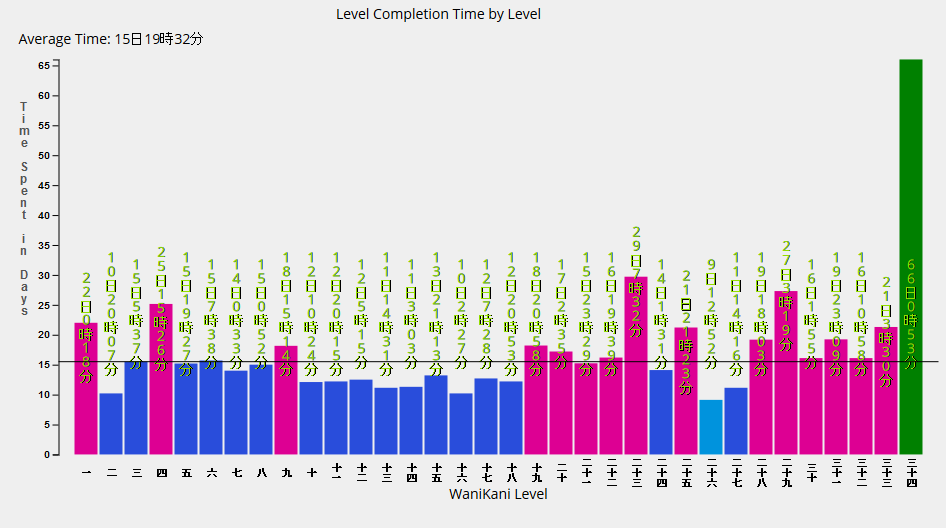 Level Completion Time by Level
Average Time: 15日19時32分
65
60
55
50
45
40
35
30
25
20
15
10
5
0
Time Spent in Days
22日0時18分
10日20時07分
15日5時37分
25日15時26分
15日19時27分
15日7時38分
14日0時33分
15日0時52分
18日15時14分
12日10時24分
12日20時15分
12日5時15分
11日14時31分
11日3時03分
13日21時13分
10日22時27分
12日7時28分
12日20時53分
18日20時58分
17日2時35分
15日23時29分
16日19時39分
29日7時32分
14日1時31分
21日21時23分
9日12時52分
11日14時16分
19日18時03分
27日3時19分
16日1時55分
19日23時09分
16日10時58分
21日3時30分
66日0時53分
一
二
三
四
五
六
七
八
九
十
十一
十二
十三
十四
十五
十六
十七
十八
十九
二十
二十一
二十二
二十三
二十四
二十五
二十六
二十七
二十八
二十九
三十
三十一
三十二
三十三
三十四
WaniKani Level